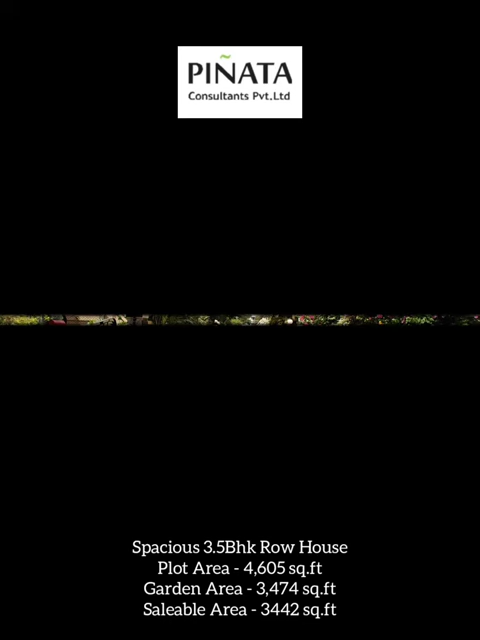 PIÑATA
Consultants Pvt.Ltd
Spacious 3.5Bhk Row House
Plot Area - 4,605 sq.ft
Garden Area - 3,474 sq.ft
Saleable Area - 3442 sq.ft